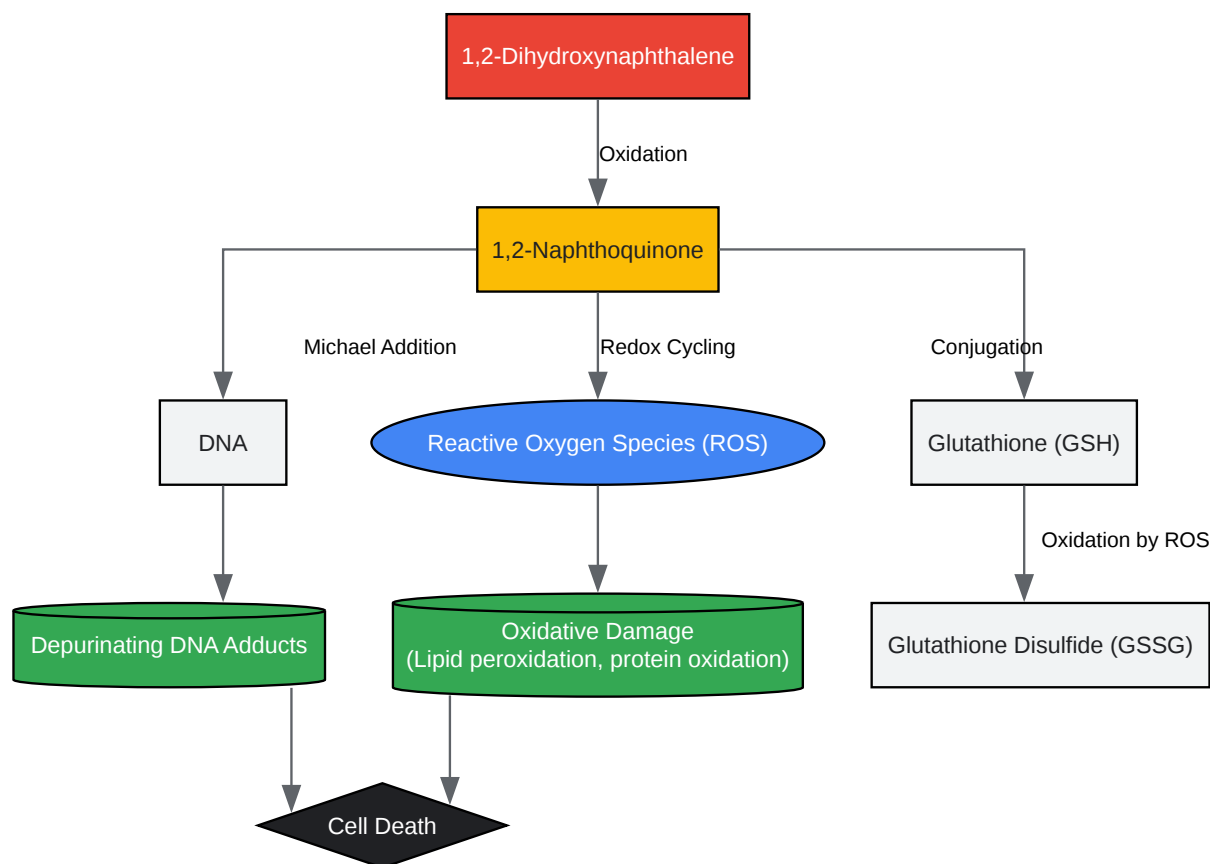 1,2-Dihydroxynaphthalene
Oxidation
1,2-Naphthoquinone
Michael Addition
Redox Cycling
Conjugation
DNA
Reactive Oxygen Species (ROS)
Glutathione (GSH)
Oxidation by ROS
Depurinating DNA Adducts
Oxidative Damage
(Lipid peroxidation, protein oxidation)
Glutathione Disulfide (GSSG)
Cell Death